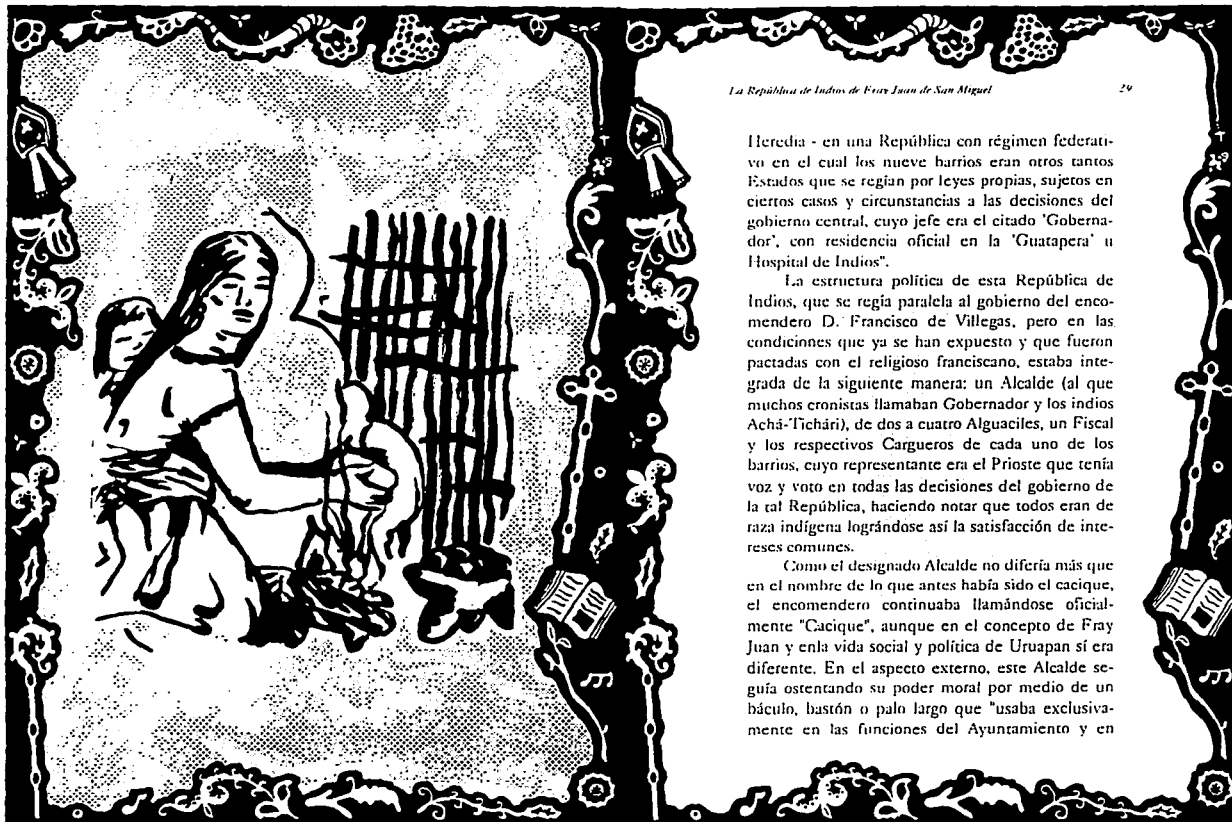 La República de Indios de Fray Juan de San Miguel 29
Heredia - en una República con régimen federati-
vo en el cual los nueve barrios eran otros tantos
Estados que se regían por leyes propias, sujetos en
ciertos casos y circunstancias a las decisiones del
gobierno central, cuyo jefe era el citado 'Goberna-
dor', con residencia oficial en la 'Guatapera' u
Hospital de Indios".
La estructura política de esta República de
Indios, que se regía paralela al gobierno del enco-
mendero D. Francisco de Villegas, pero en las
condiciones que ya se han expuesto y que fueron
pactadas con el religioso franciscano, estaba inte-
grada de la siguiente manera: un Alcalde (al que
muchos cronistas llamaban Gobernador y los indios
Achá-Tichári), de dos a cuatro Alguaciles, un Fiscal
y los respectivos Cargueros de cada uno de los
barrios, cuyo representante era el Prioste que tenía
voz y voto en todas las decisiones del gobierno de
la tal República, haciendo notar que todos eran de
raza indígena lográndose así la satisfacción de inte-
reses comunes.
Como el designado Alcalde no difería más que
en el nombre de lo que antes había sido el cacique,
el encomendero continuaba llamándose oficial-
mente "Cacique", aunque en el concepto de Fray
Juan y enla vida social y política de Uruapan sí era
diferente. En el aspecto externo, este Alcalde se-
guía ostentando su poder moral por medio de un
báculo, bastón o palo largo que "usaba exclusiva-
mente en las funciones del Ayuntamiento y en